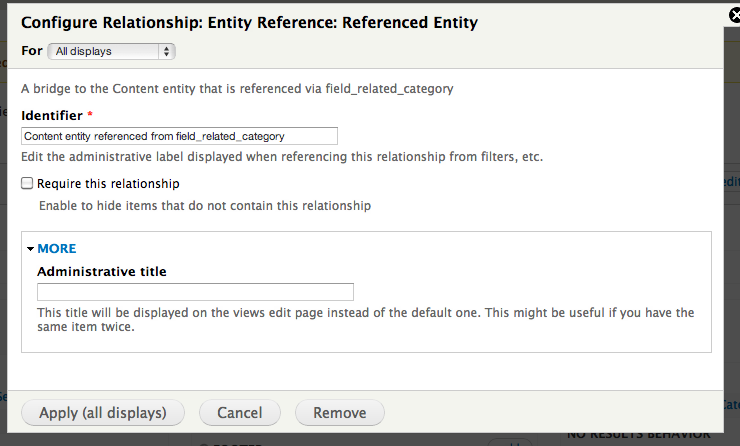 Configure Relationship: Entity Reference: Referenced Entity
For All displays
A bridge to the Content entity that is referenced via field_related_category
Identifier *
Content entity referenced from field_related_category
Edit the administrative label displayed when referencing this relationship from filters, etc.
Require this relationship
Enable to hide items that do not contain this relationship
MORE
Administrative title
This title will be displayed on the views edit page instead of the default one. This might be useful if you have the
same item twice.
Apply (all displays) Cancel Remove
NO RESULTS BEHAVIOR